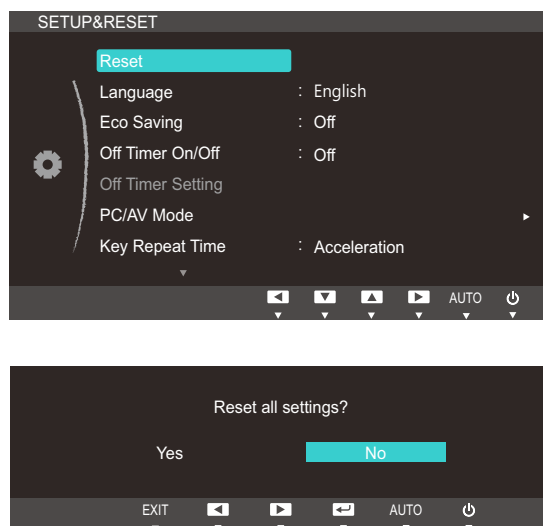 SETUP&RESET
Reset
Language : English
Eco Saving : Off
Off Timer On/Off : Off
Off Timer Setting
PC/AV Mode
Key Repeat Time : Acceleration
AUTO
Reset all settings?
Yes No
EXIT AUTO